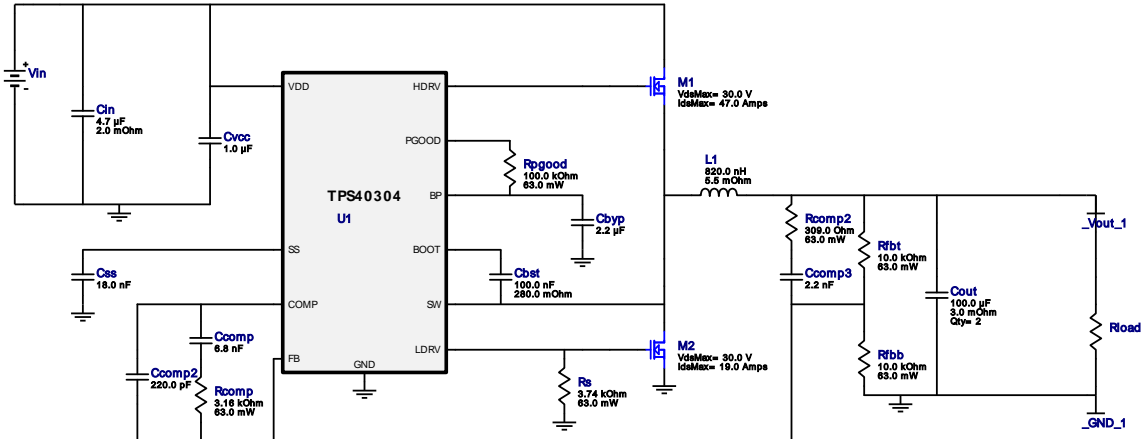 +
Vin
-
Cin
4.7 µF
2.0 mOhm
Cvcc
1.0 µF
VDD
HDRV
M1
VdsMax= 30.0 V
IdsMax= 47.0 Amps
PGOOD
Rpgood
100.0 kOhm
63.0 mW
TPS40304
U1
BP
Cbyp
2.2 µF
L1
820.0 nH
5.5 mOhm
Rcomp2
309.0 Ohm
63.0 mW
Rfbt
10.0 kOhm
63.0 mW
_Vout_1
SS
Css
18.0 nF
BOOT
Cbst
100.0 nF
280.0 mOhm
SW
Ccomp3
2.2 nF
Cout
100.0 µF
3.0 mOhm
Qty= 2
Rload
COMP
Ccomp
6.8 nF
Ccomp2
220.0 pF
Rcomp
3.16 kOhm
63.0 mW
FB
GND
LDRV
Rs
3.74 kOhm
63.0 mW
M2
VdsMax= 30.0 V
IdsMax= 19.0 Amps
Rfbb
10.0 kOhm
63.0 mW
_GND_1